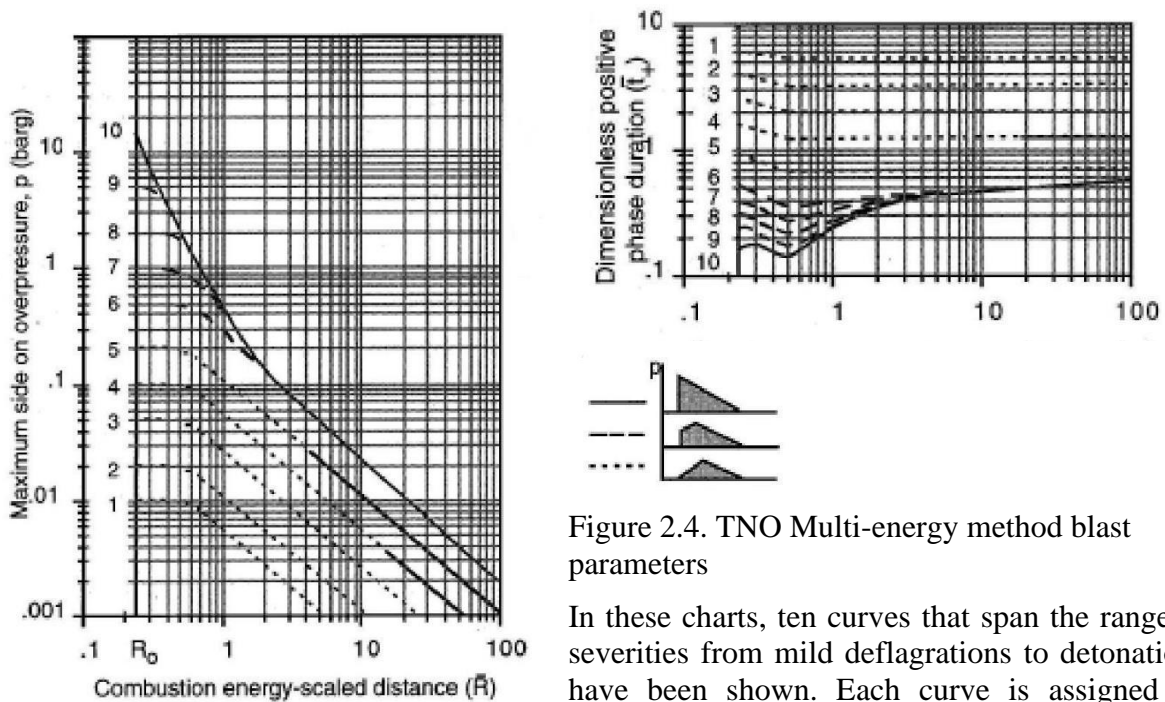 Maximum side on overpressure, p (barg)
10
1
.1
.01
.001
10
9
8
7
6
5
4
3
2
1
.1 R₀ 1 10 100
Combustion energy-scaled distance (R̄)
Dimensionless positive
phase duration (t̄₊)
10
1
.1
1
2
3
4
5
6
7
8
9
10
.1 1 10 100
p
Figure 2.4. TNO Multi-energy method blast
parameters
In these charts, ten curves that span the range
severities from mild deflagrations to detonatio
have been shown. Each curve is assigned